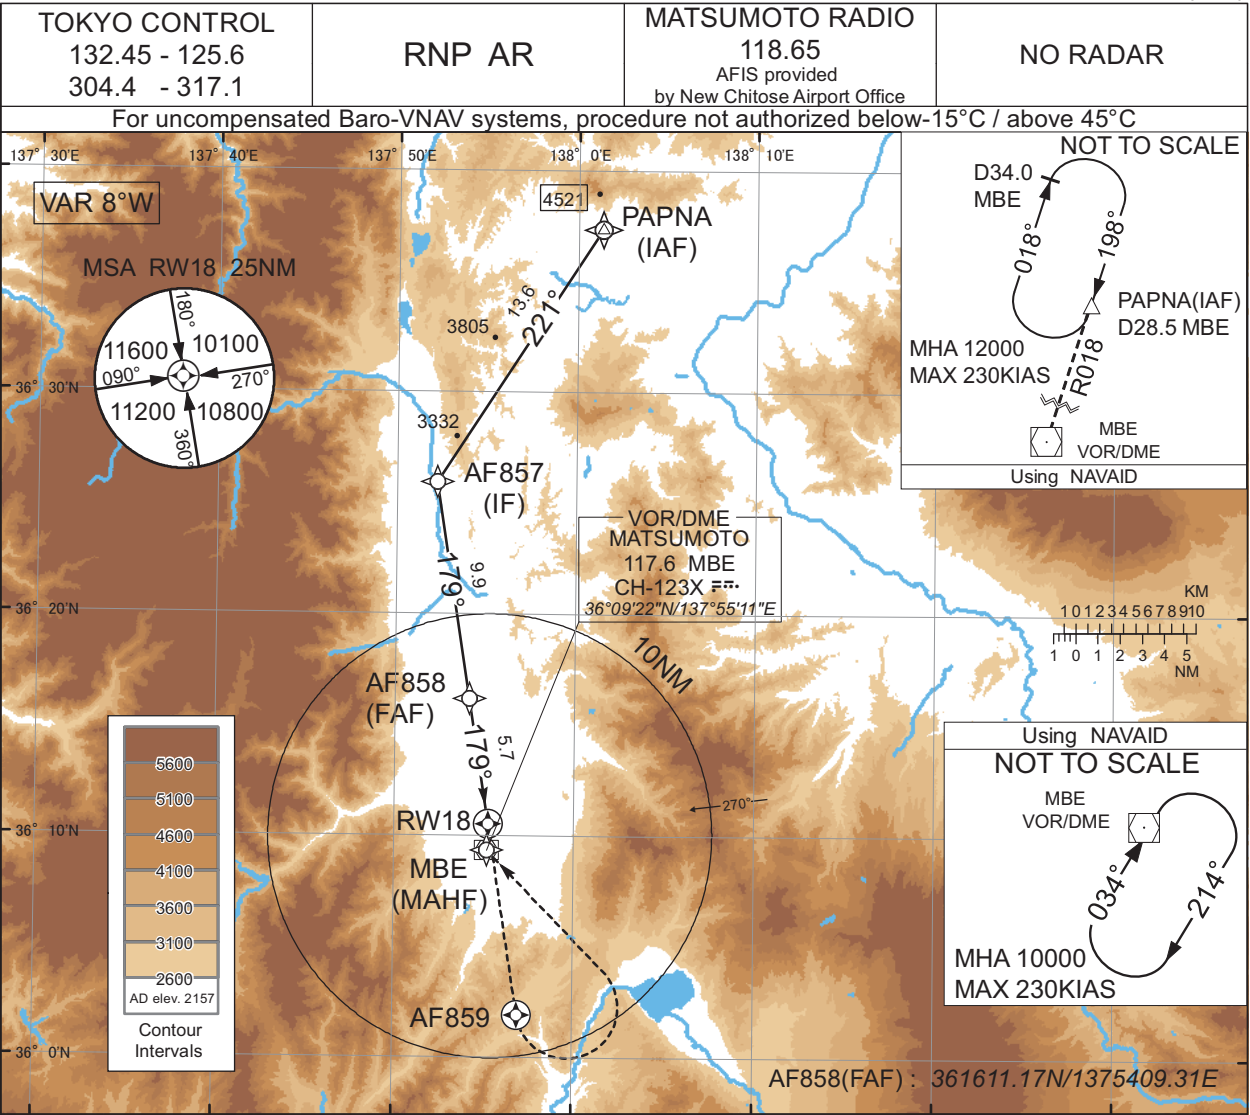 TOKYO CONTROL
132.45 - 125.6
304.4 - 317.1
RNP AR
MATSUMOTO RADIO
118.65
AFIS provided
by New Chitose Airport Office
NO RADAR
For uncompensated Baro-VNAV systems, procedure not authorized below-15°C / above 45°C
137° 30'E
137° 40'E
137° 50'E
138° 0'E
138° 10'E
VAR 8°W
MSA RW18 25NM
180°
11600
10100
090°
270°
11200
10800
360°
36° 30'N
36° 20'N
36° 10'N
36° 0'N
4521
PAPNA
(IAF)
13.6
221°
3805
3332
AF857
(IF)
179°
9.9
VOR/DME
MATSUMOTO
117.6 MBE
CH-123X
36°09'22"N/137°55'11"E
10NM
AF858
(FAF)
179°
5.7
RW18
MBE
(MAHF)
AF859
270°
NOT TO SCALE
D34.0
MBE
018°
198°
PAPNA(IAF)
D28.5 MBE
MHA 12000
MAX 230KIAS
R018
MBE
VOR/DME
Using NAVAID
KM
1 0 1 2 3 4 5 6 7 8 9 10
1 0 1 2 3 4 5
NM
Using NAVAID
NOT TO SCALE
MBE
VOR/DME
034°
214°
MHA 10000
MAX 230KIAS
5600
5100
4600
4100
3600
3100
2600
AD elev. 2157
Contour
Intervals
AF858(FAF) : 361611.17N/1375409.31E